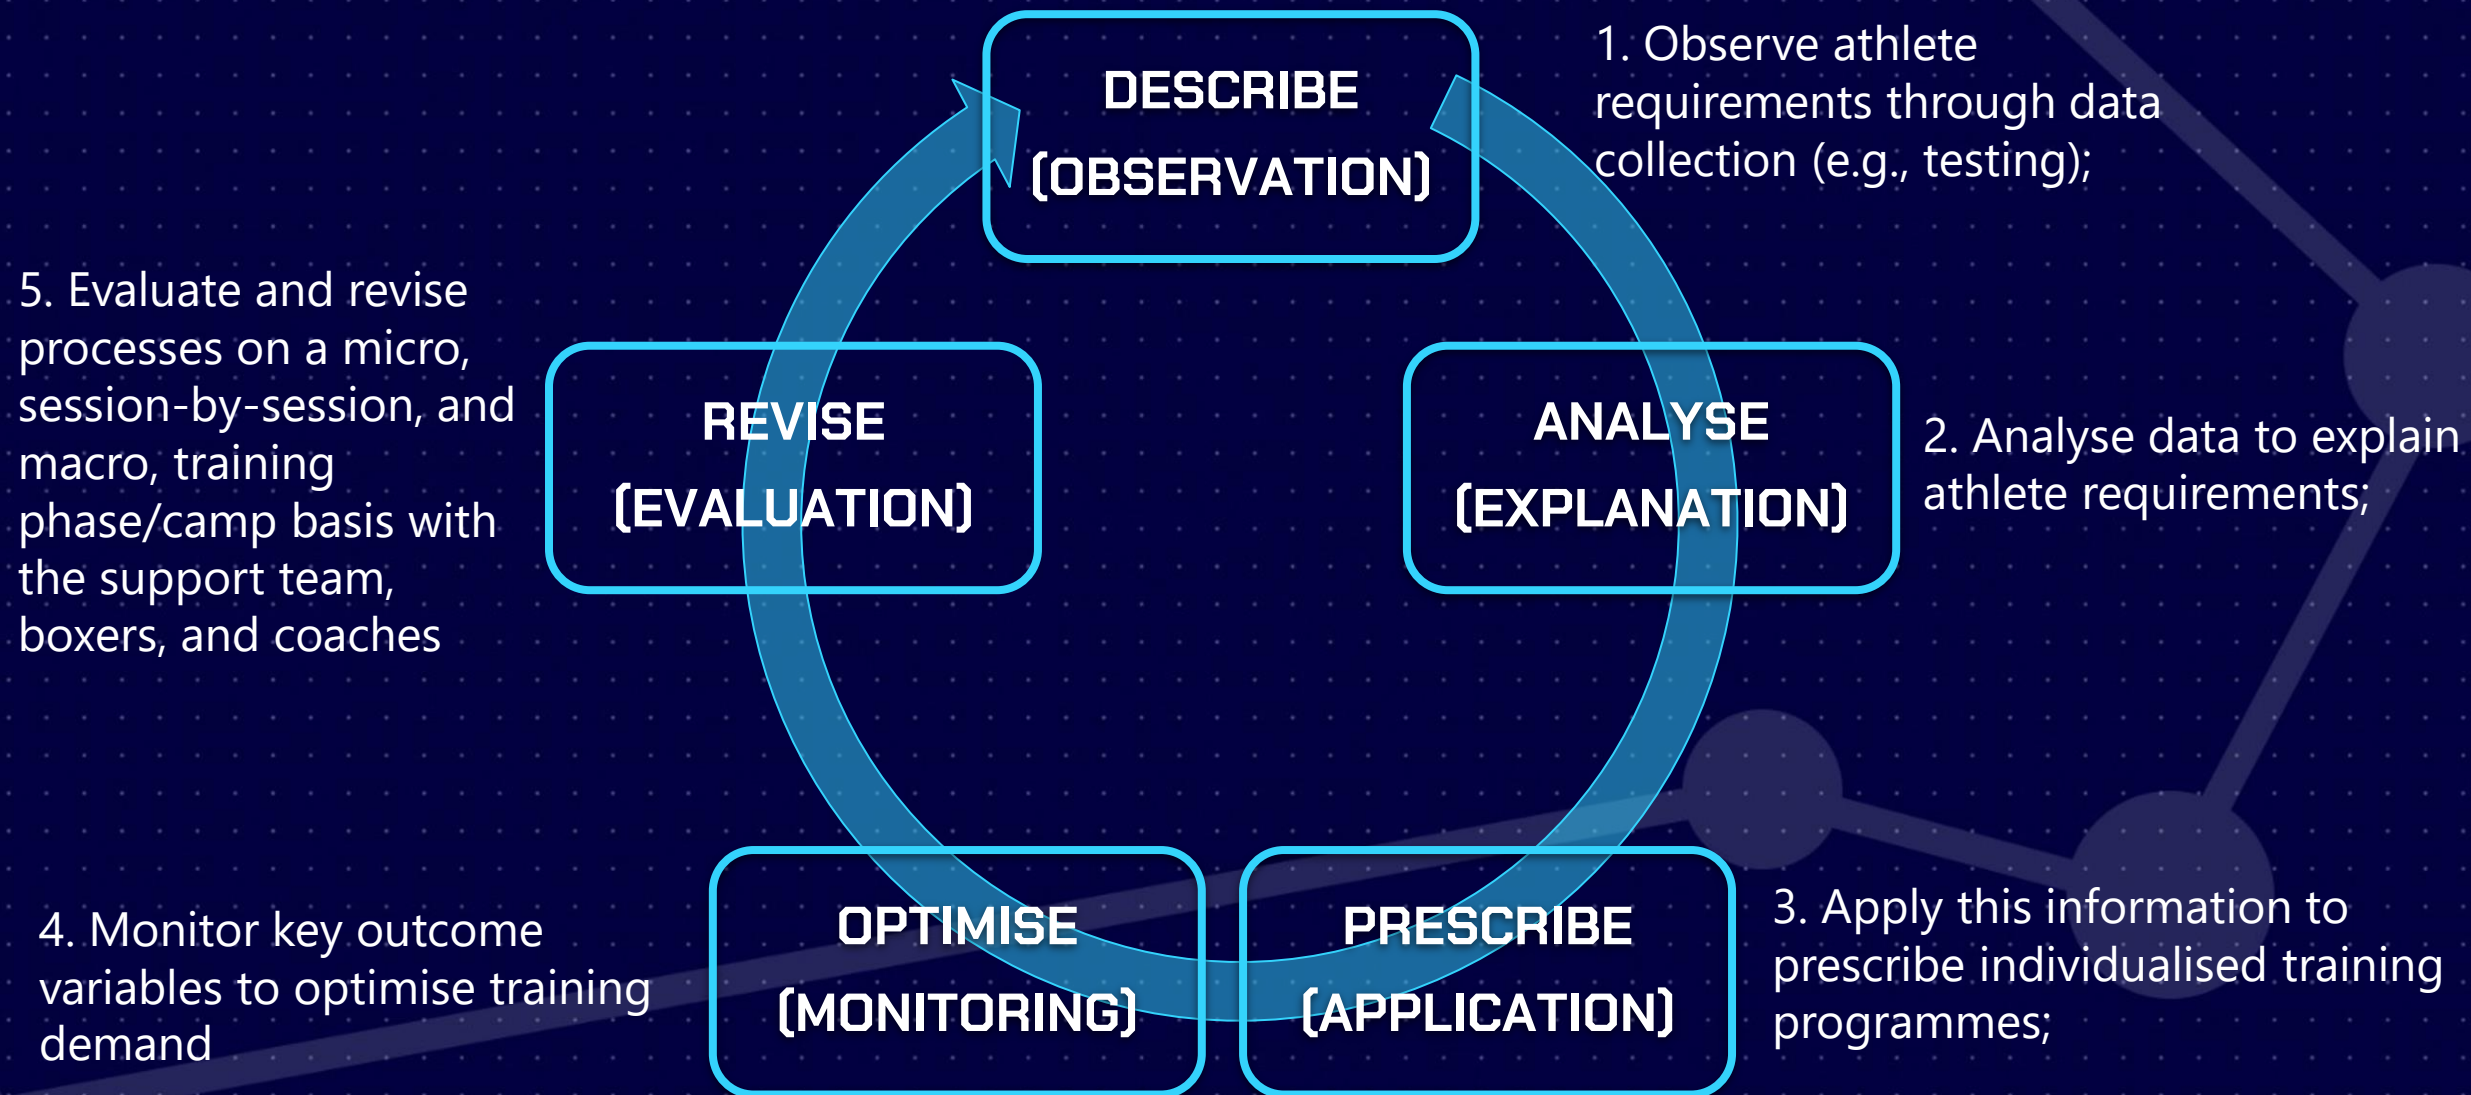 DESCRIBE
(OBSERVATION)
1. Observe athlete
requirements through data
collection (e.g., testing);
ANALYSE
(EXPLANATION)
2. Analyse data to explain
athlete requirements;
PRESCRIBE
(APPLICATION)
3. Apply this information to
prescribe individualised training
programmes;
OPTIMISE
(MONITORING)
4. Monitor key outcome
variables to optimise training
demand
REVISE
(EVALUATION)
5. Evaluate and revise
processes on a micro,
session-by-session, and
macro, training
phase/camp basis with
the support team,
boxers, and coaches